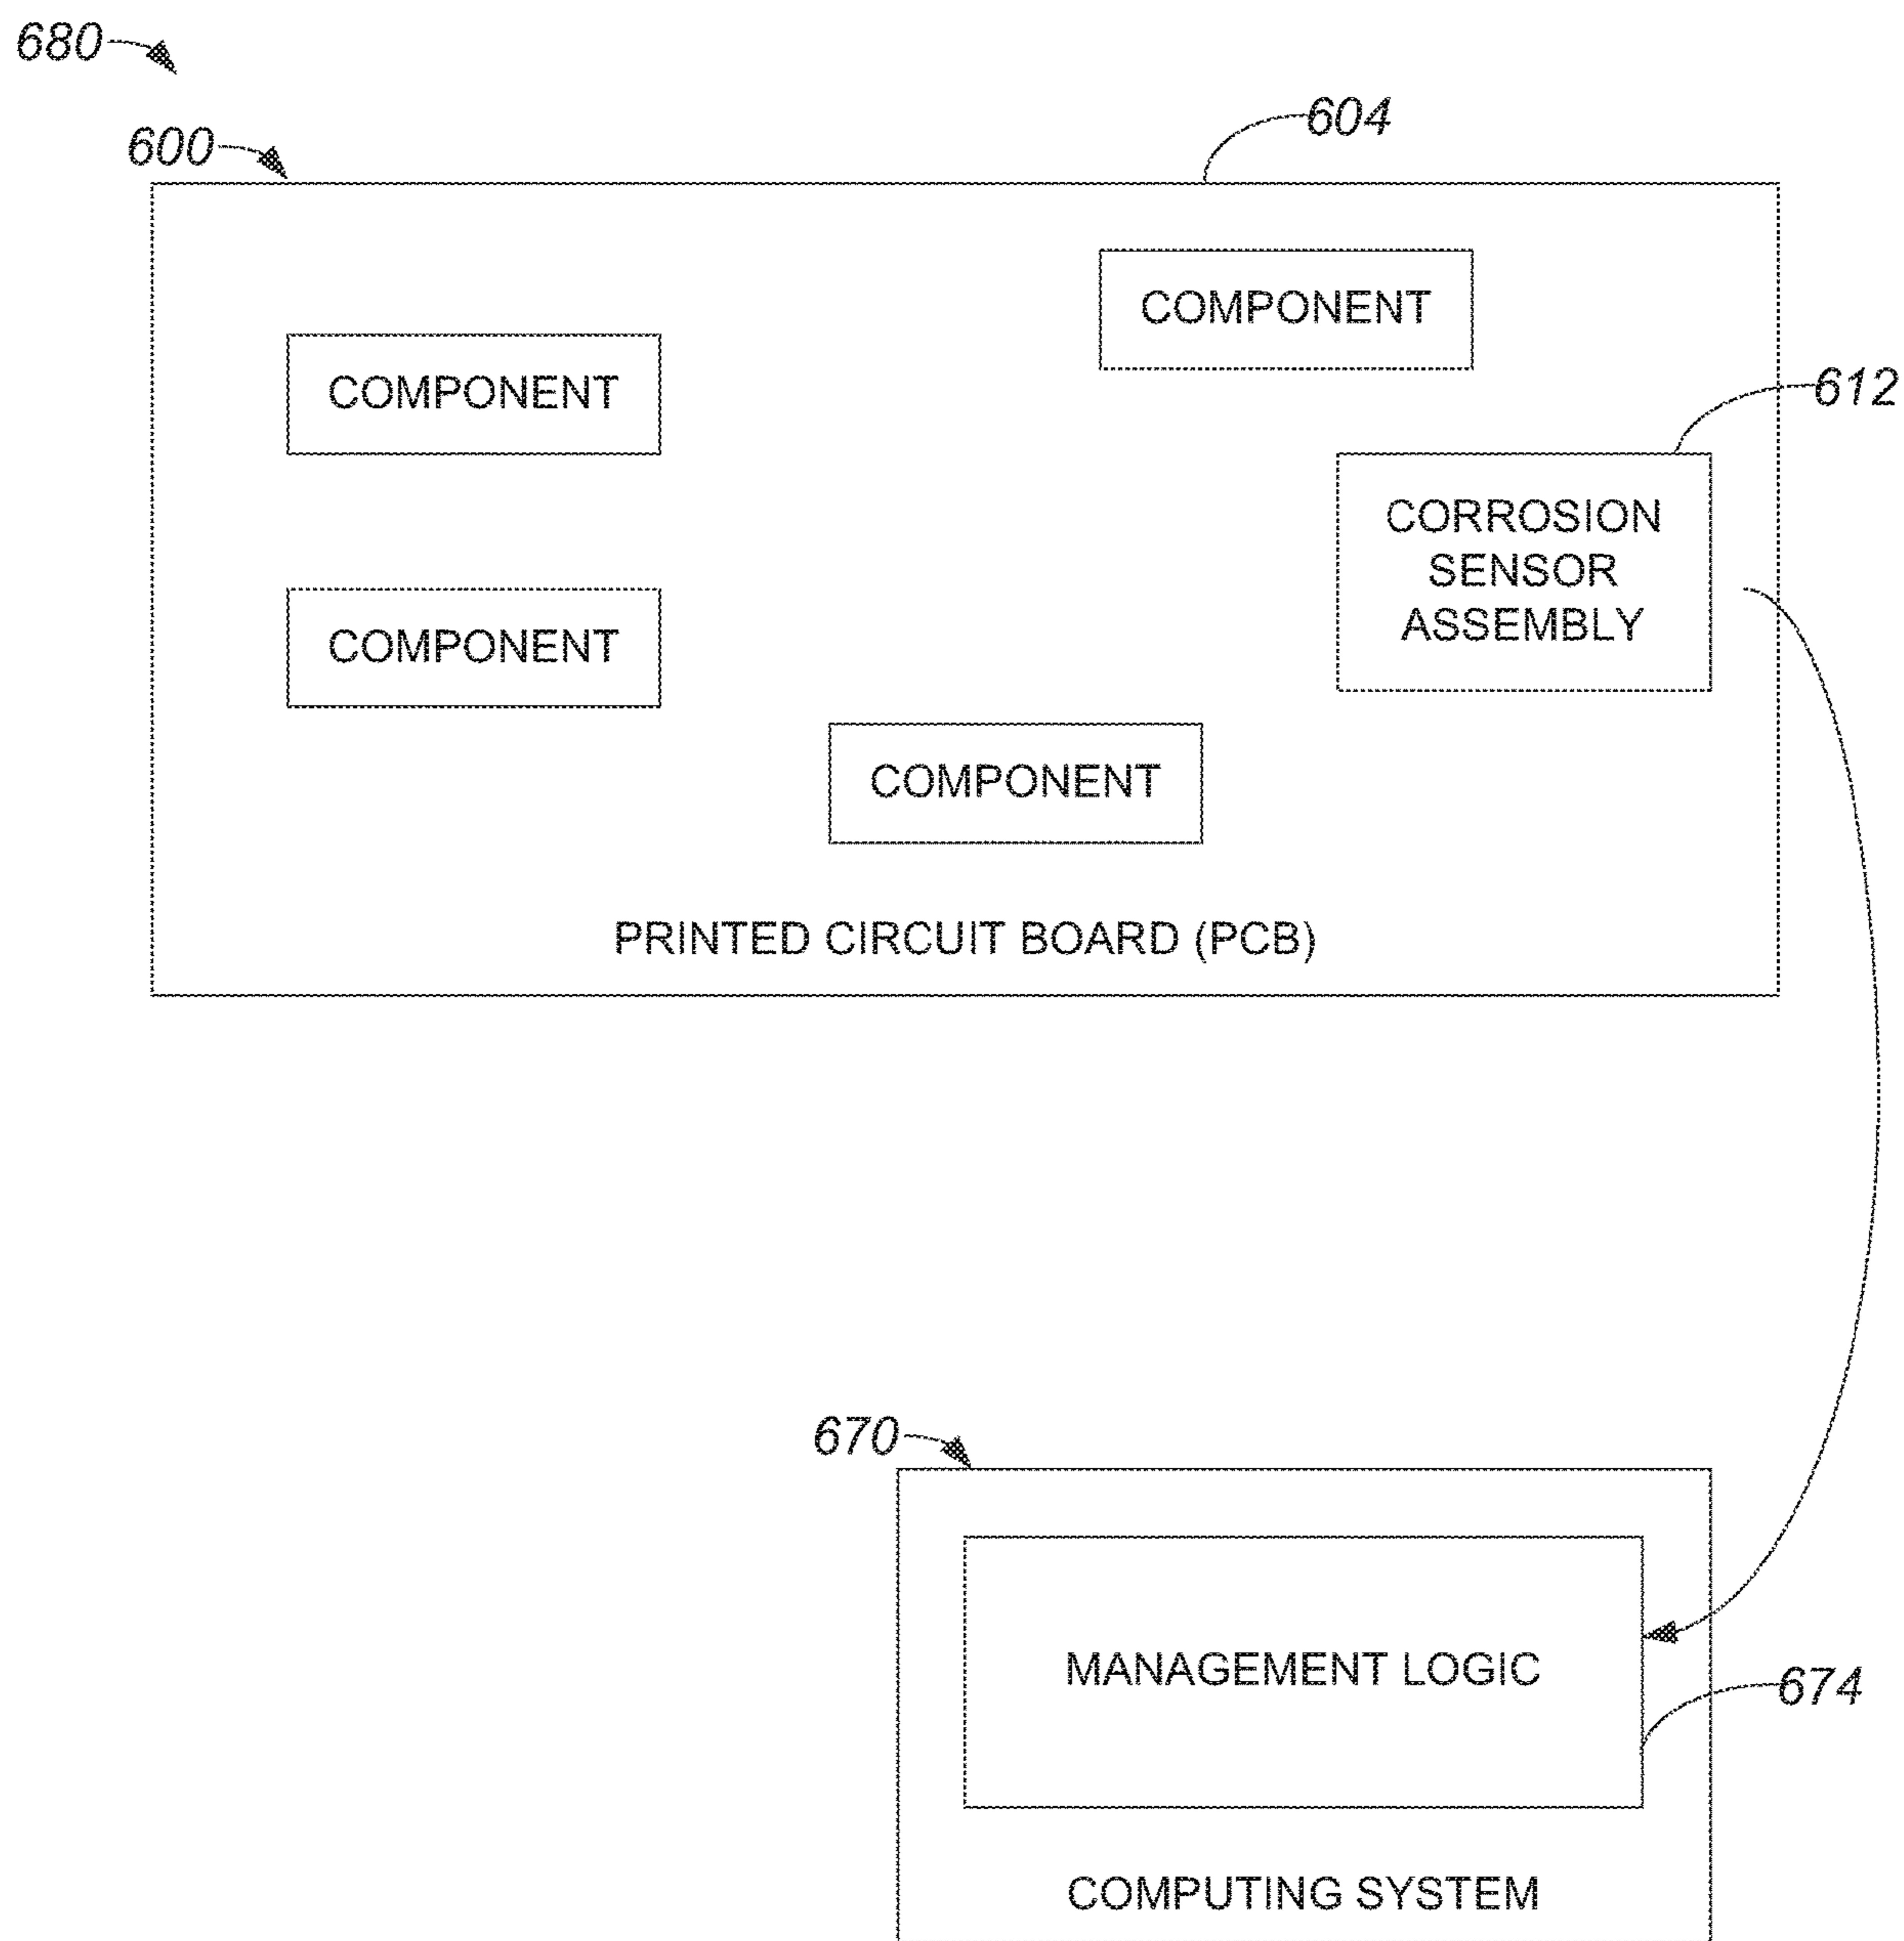 680
600
604
COMPONENT
COMPONENT
612
CORROSION
SENSOR
ASSEMBLY
COMPONENT
COMPONENT
PRINTED CIRCUIT BOARD (PCB)
670
MANAGEMENT LOGIC
674
COMPUTING SYSTEM